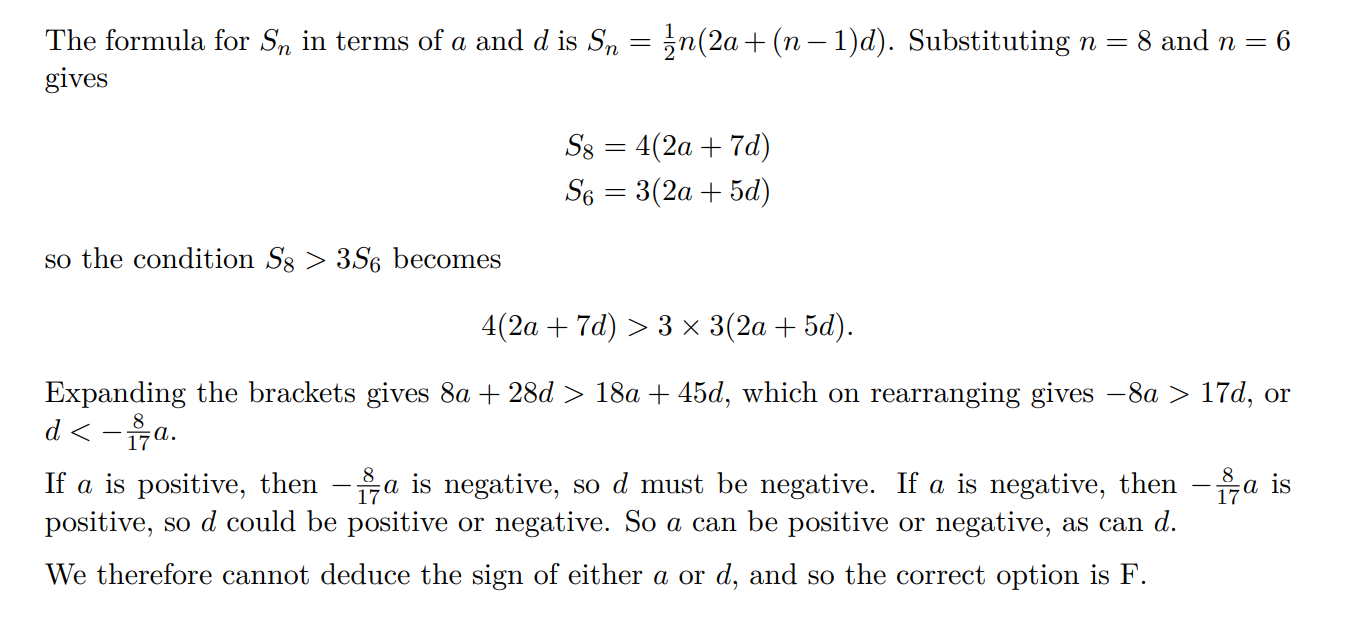 The formula for $S_n$ in terms of $a$ and $d$ is $S_n = \frac{1}{2}n(2a + (n-1)d)$. Substituting $n = 8$ and $n = 6$
gives
$S_8 = 4(2a + 7d)$
$S_6 = 3(2a + 5d)$
so the condition $S_8 > 3S_6$ becomes
$4(2a + 7d) > 3 \times 3(2a + 5d).$
Expanding the brackets gives $8a + 28d > 18a + 45d$, which on rearranging gives $-8a > 17d$, or
$d < -\frac{8}{17}a$.
If $a$ is positive, then $-\frac{8}{17}a$ is negative, so $d$ must be negative. If $a$ is negative, then $-\frac{8}{17}a$ is
positive, so $d$ could be positive or negative. So $a$ can be positive or negative, as can $d$.
We therefore cannot deduce the sign of either $a$ or $d$, and so the correct option is F.